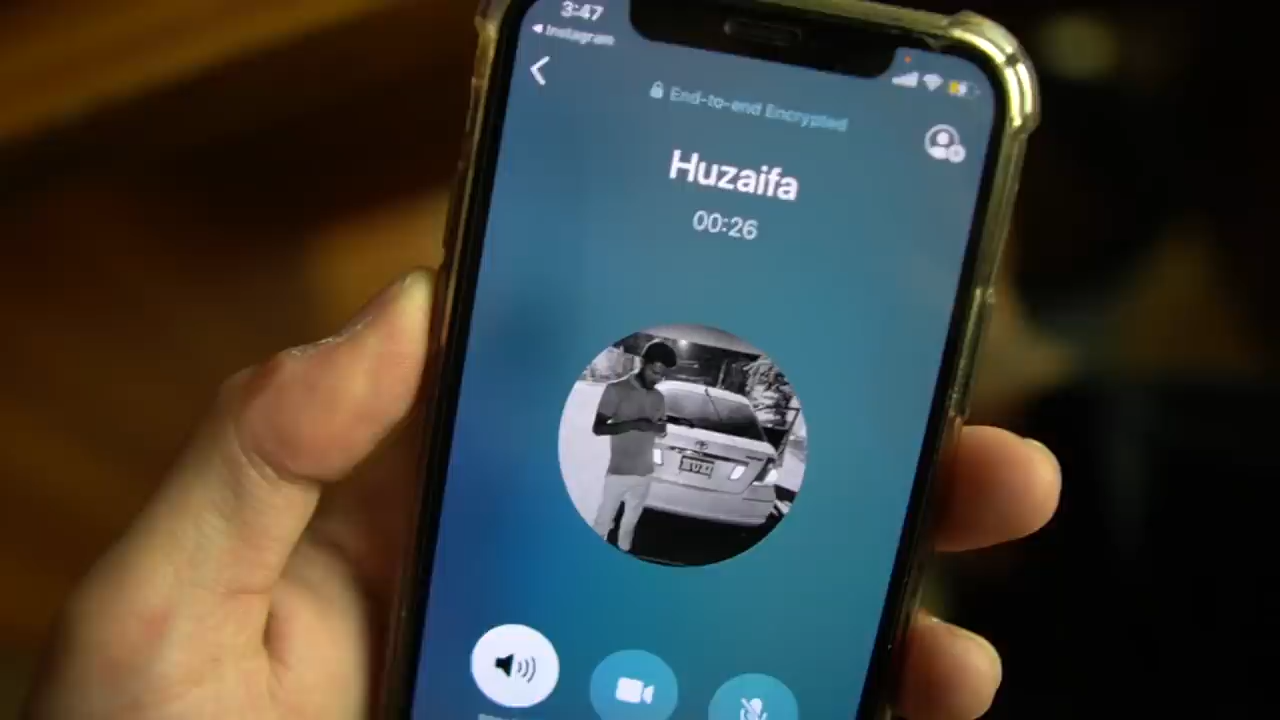 3:47
Instagram
End-to-end Encrypted
Huzaifa
00:26